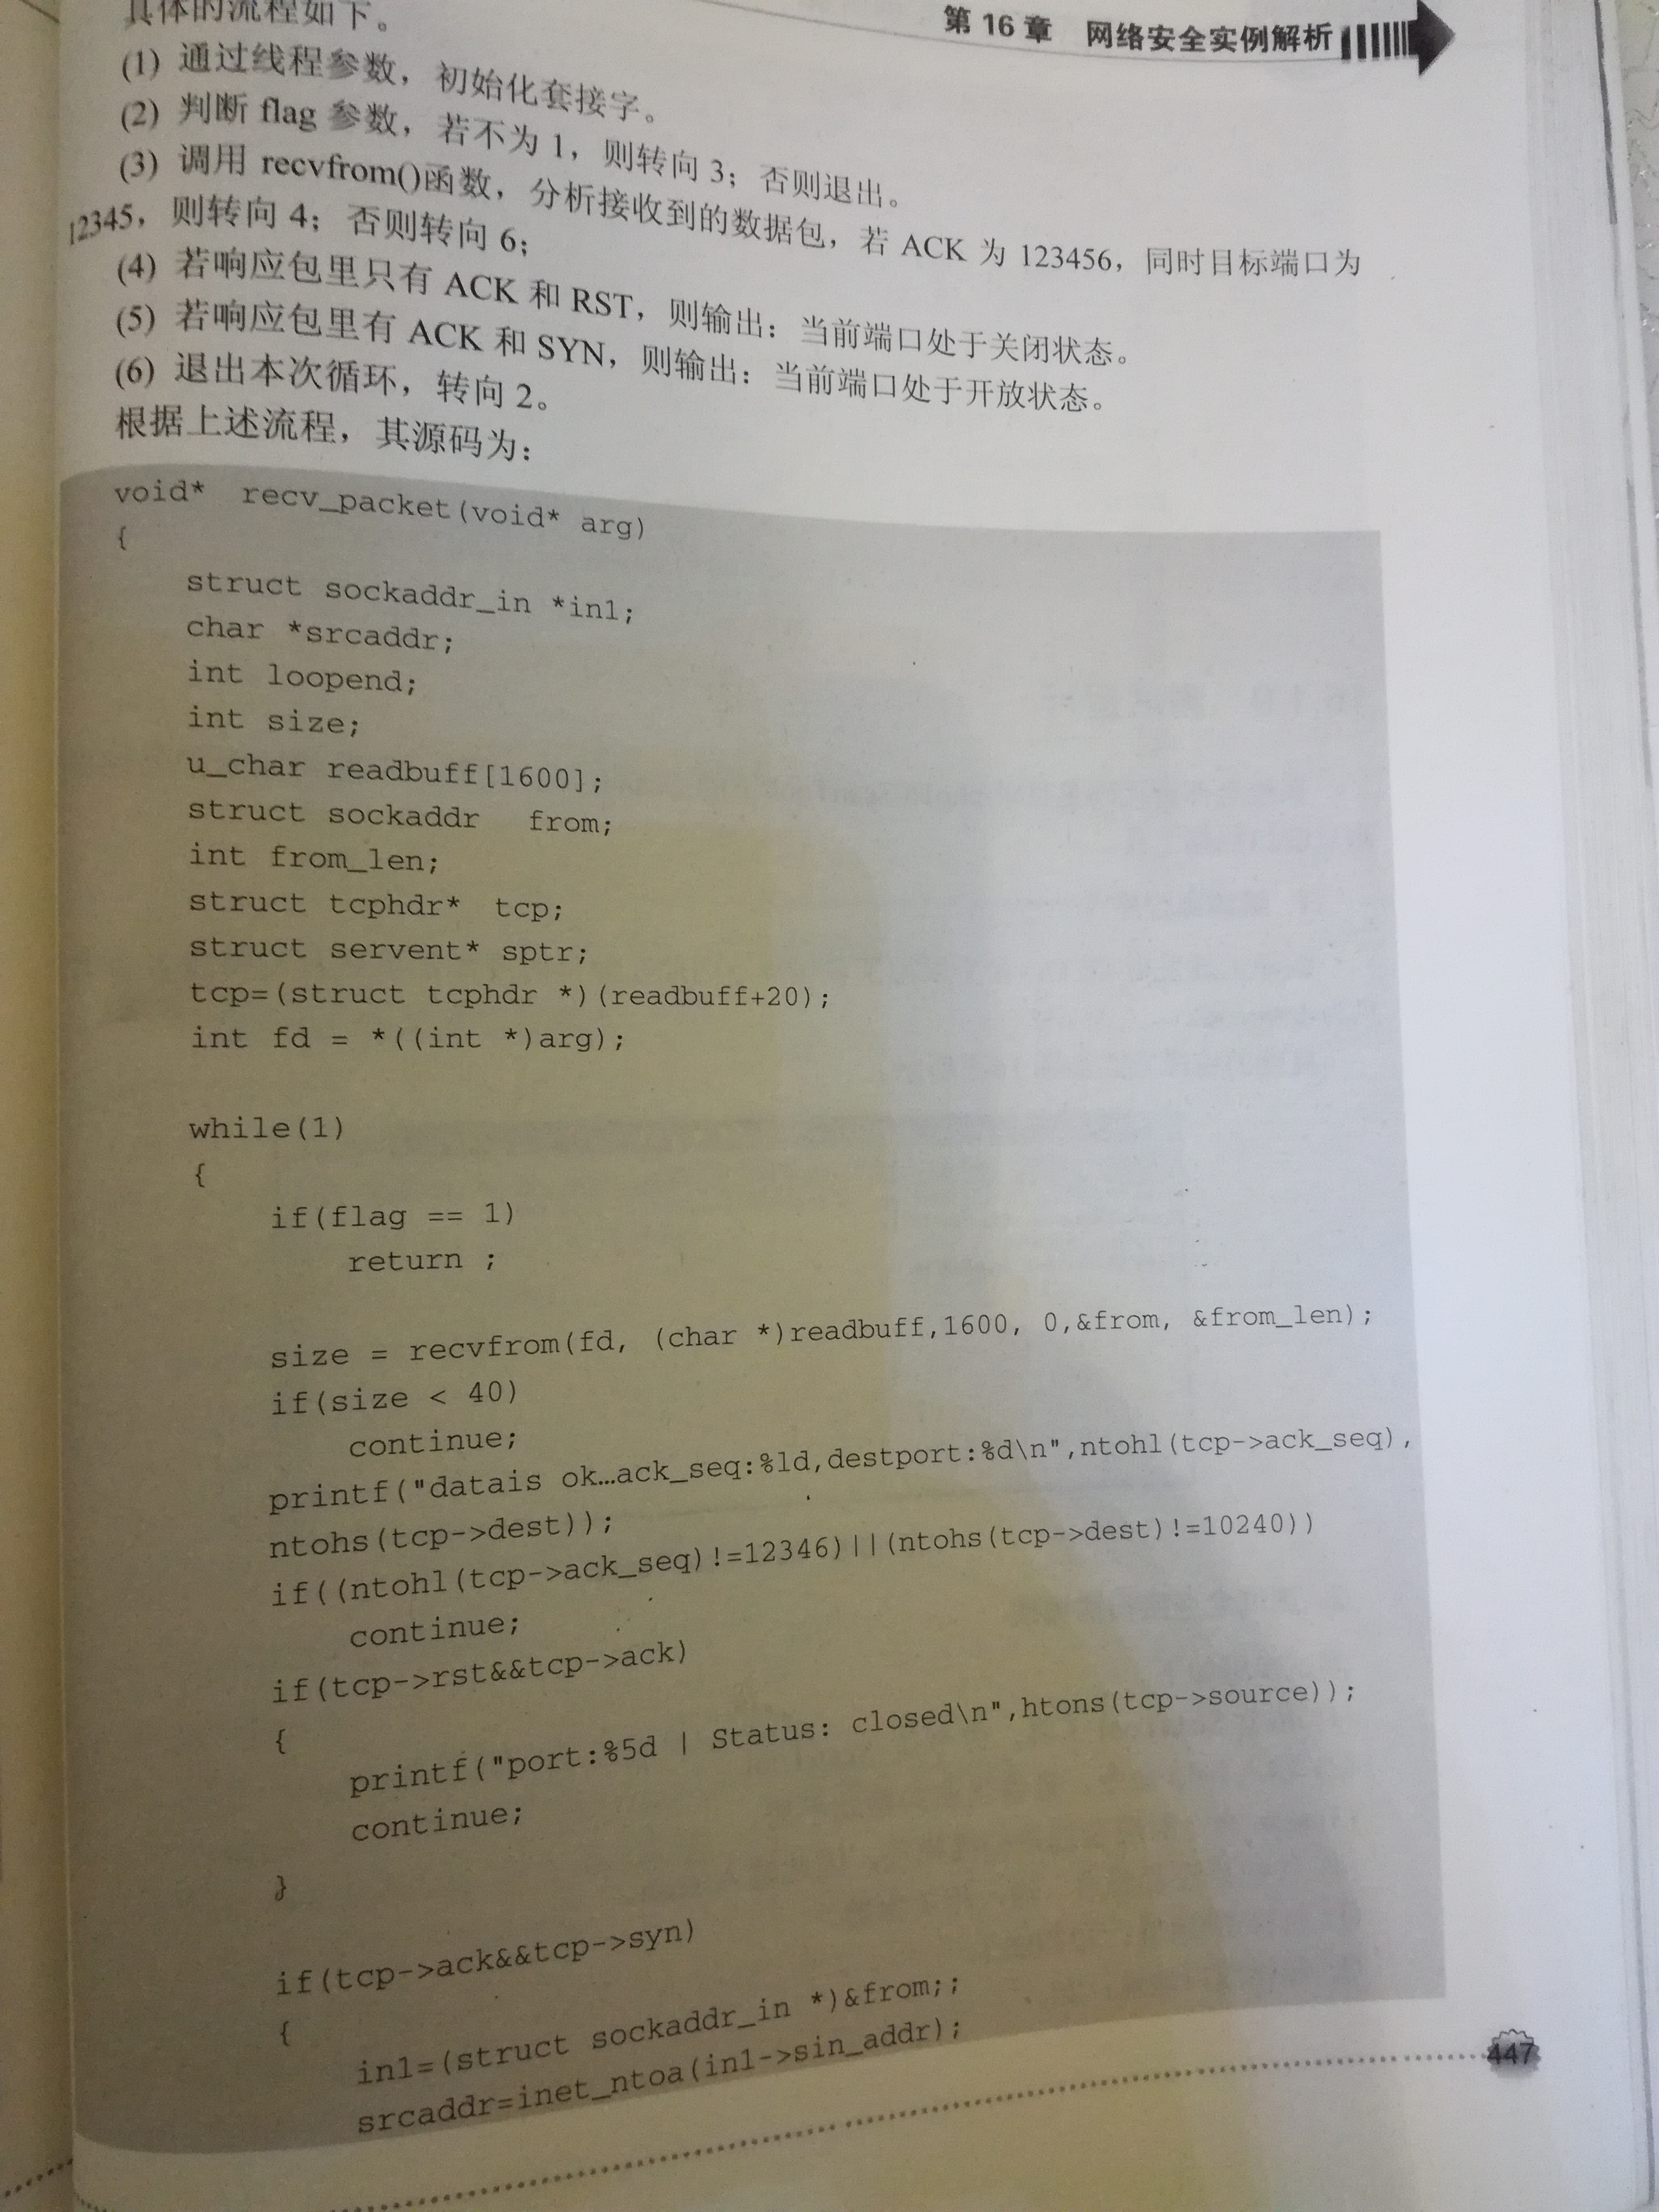 第 16 章 网络安全实例解析
具体的流程如下。
(1) 通过线程参数，初始化套接字。
(2) 判断 flag 参数，若不为 1，则转向 3；否则退出。
(3) 调用 recvfrom()函数，分析接收到的数据包，若 ACK 为 123456，同时目标端口为
12345，则转向 4；否则转向 6；
(4) 若响应包里只有 ACK 和 RST，则输出：当前端口处于关闭状态。
(5) 若响应包里有 ACK 和 SYN，则输出：当前端口处于开放状态。
(6) 退出本次循环，转向 2。
根据上述流程，其源码为：
void*  recv_packet(void* arg)
{
struct sockaddr_in *in1;
char *srcaddr;
int loopend;
int size;
u_char readbuff[1600];
struct sockaddr  from;
int from_len;
struct tcphdr*  tcp;
struct servent* sptr;
tcp=(struct tcphdr *)(readbuff+20);
int fd = *((int *)arg);
while(1)
{
if(flag == 1)
return ;
size = recvfrom(fd, (char *)readbuff,1600, 0,&from, &from_len);
if(size < 40)
continue;
printf("datais ok…ack_seq:%ld,destport:%d\n",ntohl(tcp->ack_seq),
ntohs(tcp->dest));
if((ntohl(tcp->ack_seq)!=12346)||(ntohs(tcp->dest)!=10240))
continue;
if(tcp->rst&&tcp->ack)
{
printf("port:%5d | Status: closed\n",htons(tcp->source));
continue;
}
if(tcp->ack&&tcp->syn)
{
in1=(struct sockaddr_in *)&from;;
srcaddr=inet_ntoa(in1->sin_addr);
447